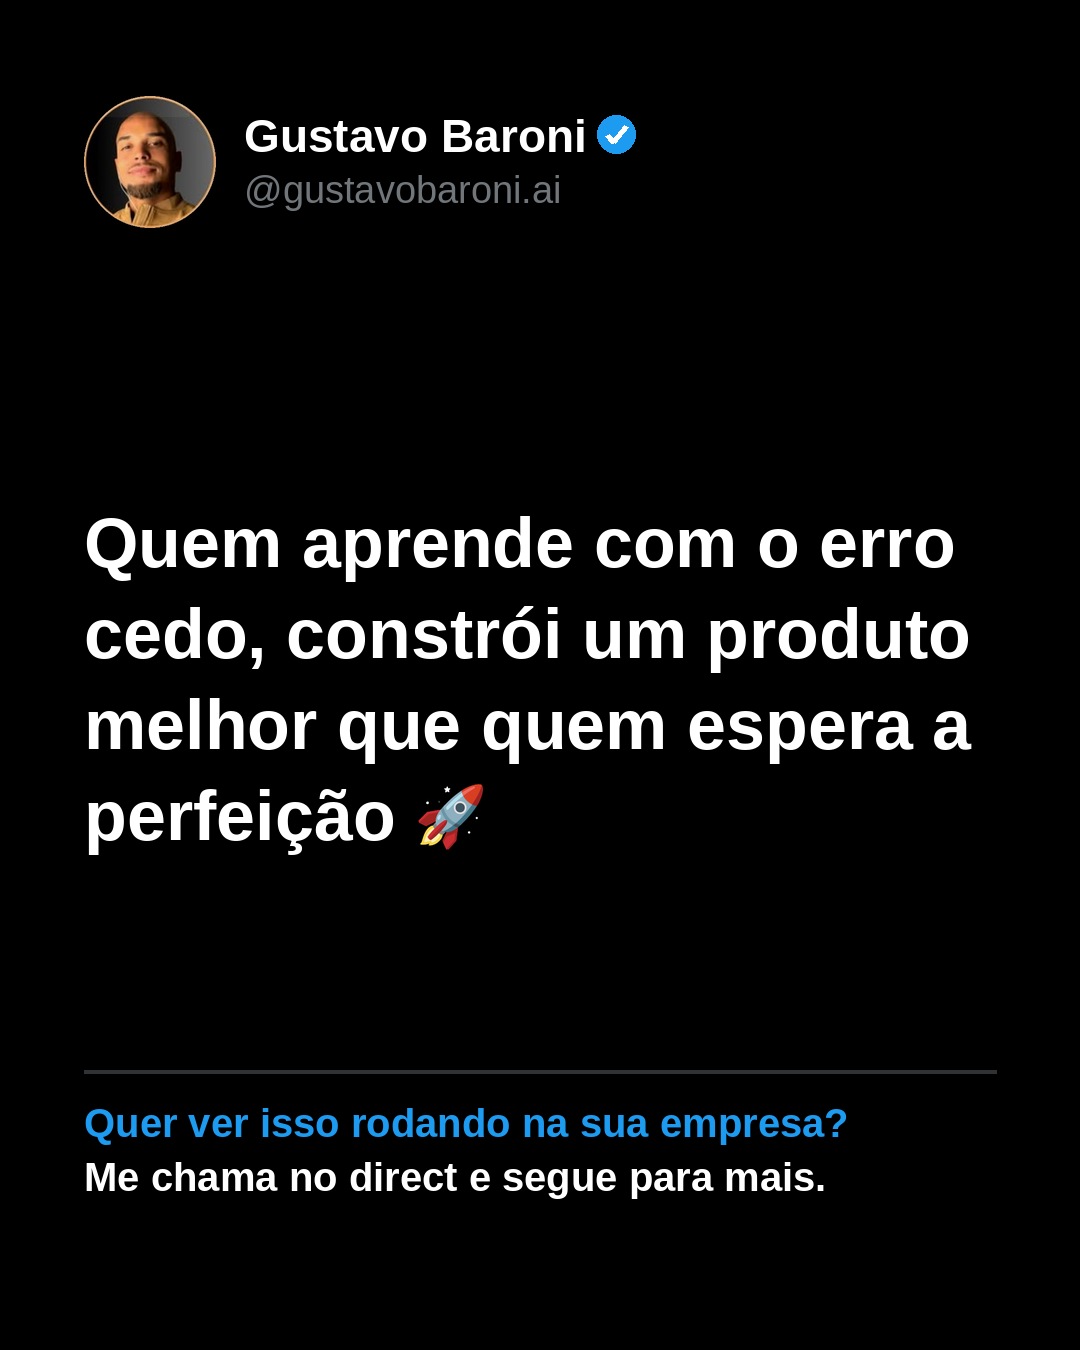 Gustavo Baroni
@gustavobaroni.ai
Quem aprende com o erro
cedo, constrói um produto
melhor que quem espera a
perfeição 🚀
Quer ver isso rodando na sua empresa?
Me chama no direct e segue para mais.